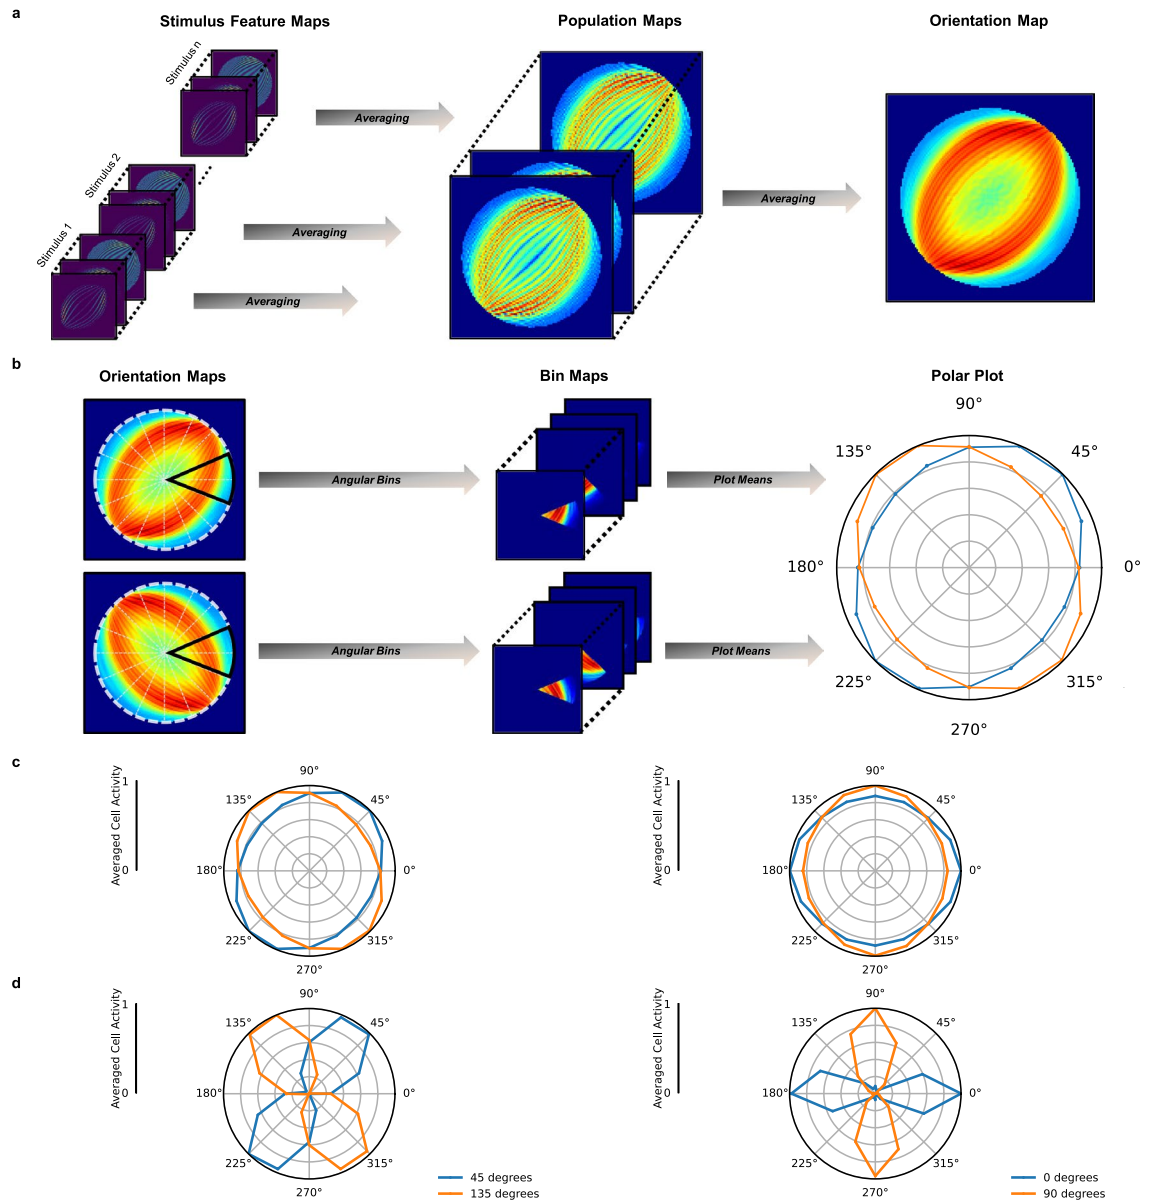 a
Stimulus Feature Maps
Population Maps
Orientation Map
Stimulus n
Stimulus 2
Stimulus 1
Averaging
Averaging
Averaging
Averaging
b
Orientation Maps
Bin Maps
Polar Plot
Angular Bins
Plot Means
Angular Bins
Plot Means
90°
135°
45°
180°
0°
225°
315°
270°
c
Averaged Cell Activity
1
0
90°
135°
45°
180°
0°
225°
315°
270°
Averaged Cell Activity
1
0
90°
135°
45°
180°
0°
225°
315°
270°
d
Averaged Cell Activity
1
0
90°
135°
45°
180°
0°
225°
315°
270°
45 degrees
135 degrees
Averaged Cell Activity
1
0
90°
135°
45°
180°
0°
225°
315°
270°
0 degrees
90 degrees